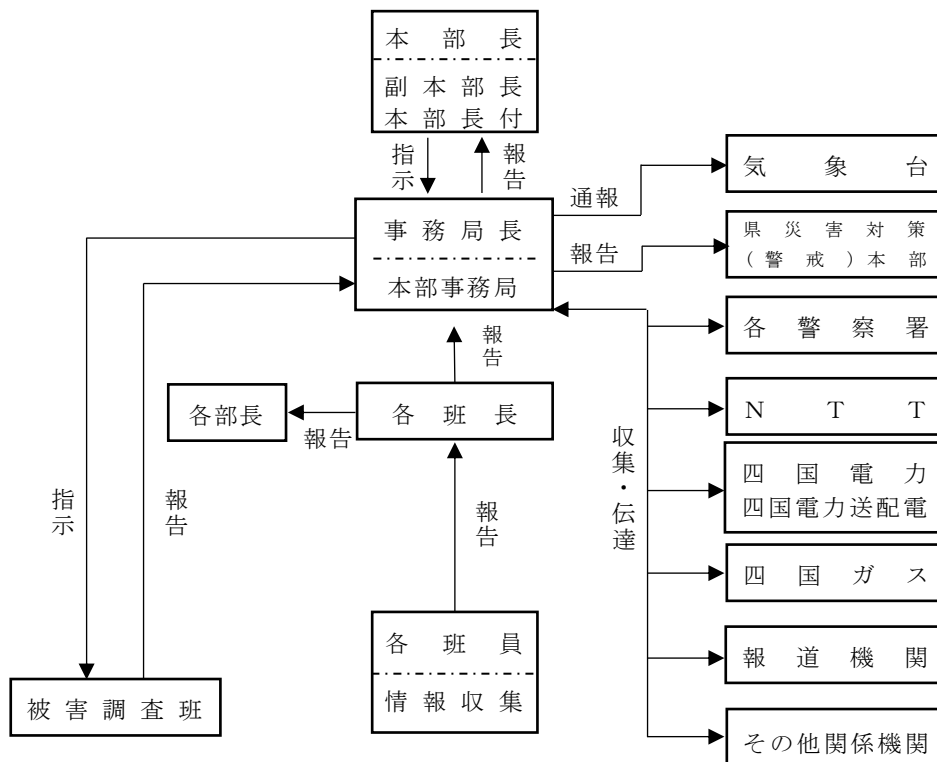 本部長
副本部長
本部長付
指示
報告
気象台
通報
事務局長
本部事務局
県災害対策
(警戒)本部
報告
各警察署
報告
各部長
各班長
報告
NTT
収集・伝達
四国電力
四国電力送配電
指示
報告
報告
四国ガス
各班員
情報収集
報道機関
被害調査班
その他関係機関